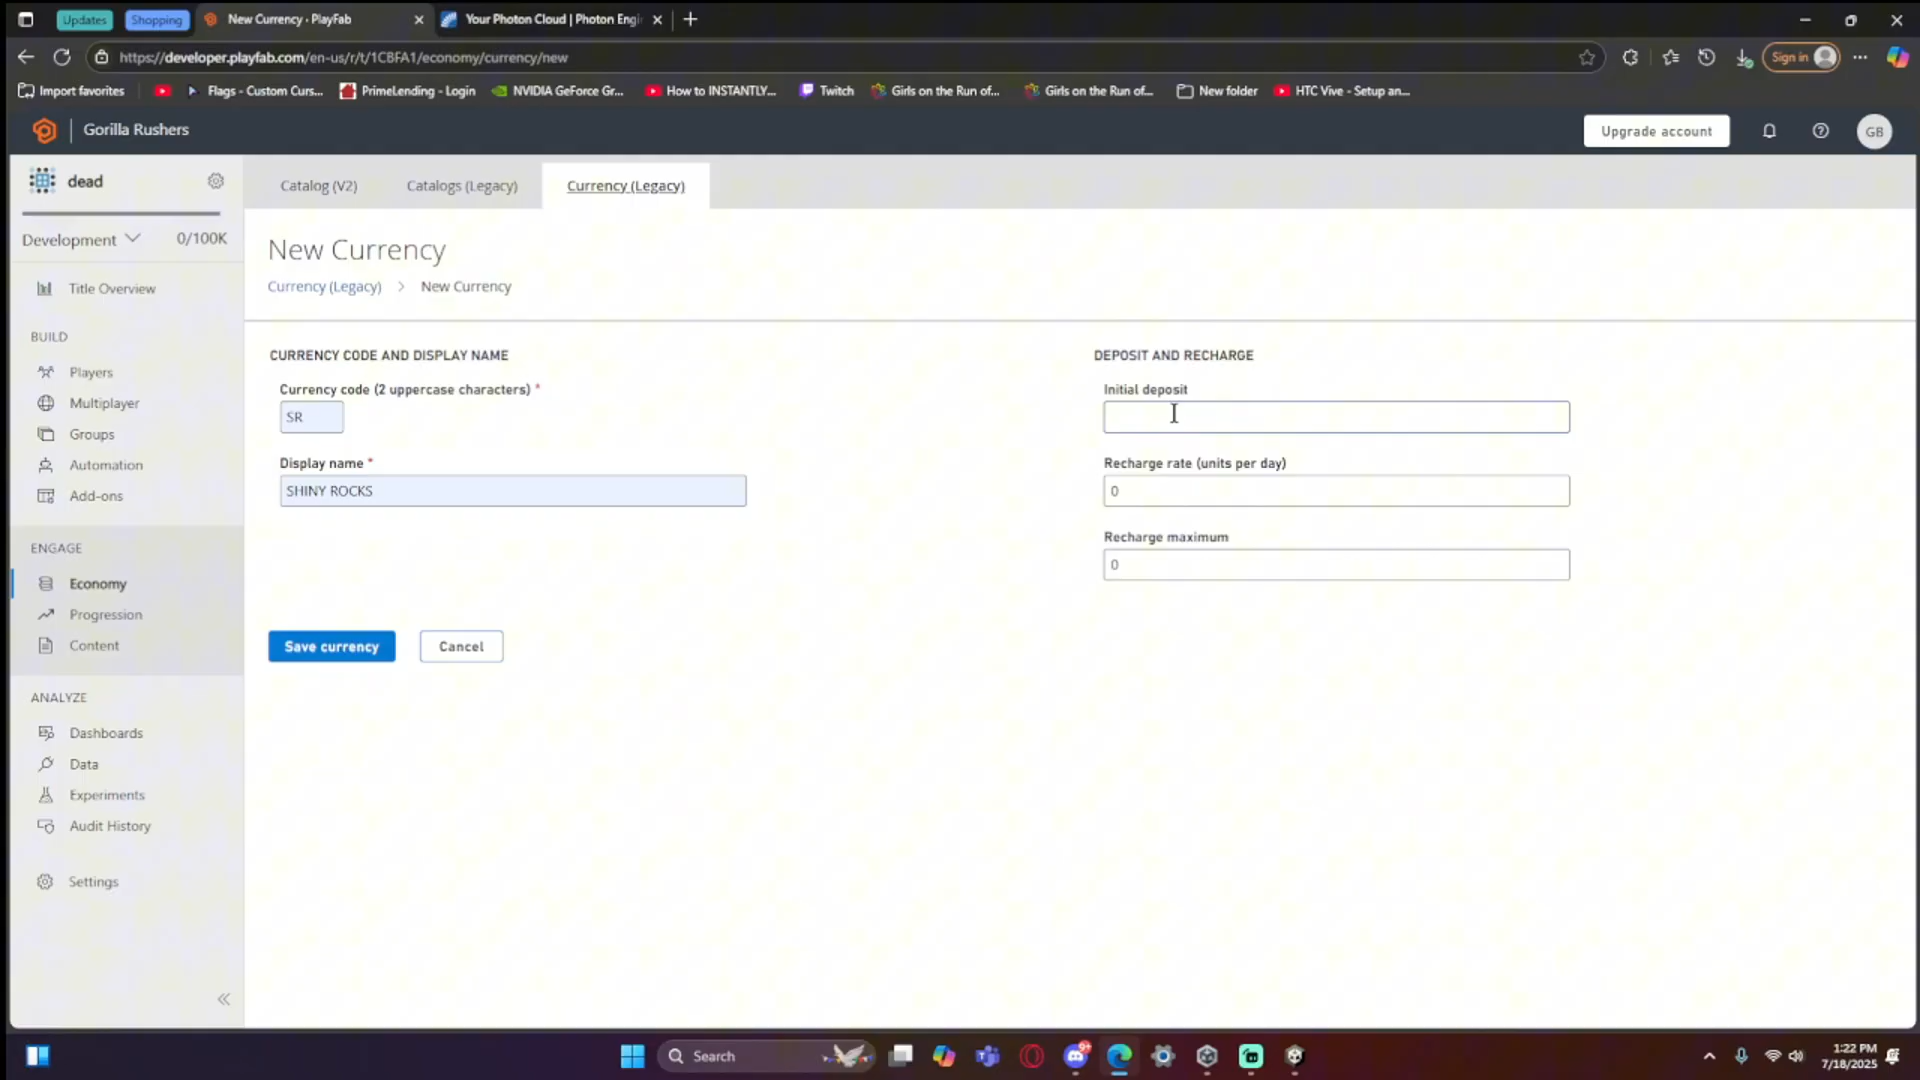 Updates
Shopping
New Currency - PlayFab
Your Photon Cloud | Photon Engi
https://developer.playfab.com/en-us/r/t/1CBFA1/economy/currency/new
Sign in
Import favorites
Flags - Custom Curs...
PrimeLending - Login
NVIDIA GeForce Gr...
How to INSTANTLY...
Twitch
Girls on the Run of...
Girls on the Run of...
New folder
HTC Vive - Setup an...
Gorilla Rushers
Upgrade account
GB
dead
Development
0/100K
Title Overview
BUILD
Players
Multiplayer
Groups
Automation
Add-ons
ENGAGE
Economy
Progression
Content
ANALYZE
Dashboards
Data
Experiments
Audit History
Settings
Catalog (V2)
Catalogs (Legacy)
Currency (Legacy)
New Currency
Currency (Legacy) > New Currency
CURRENCY CODE AND DISPLAY NAME
Currency code (2 uppercase characters) *
SR
Display name *
SHINY ROCKS
DEPOSIT AND RECHARGE
Initial deposit
Recharge rate (units per day)
0
Recharge maximum
0
Save currency
Cancel
Search
9+
1:22 PM
7/18/2025